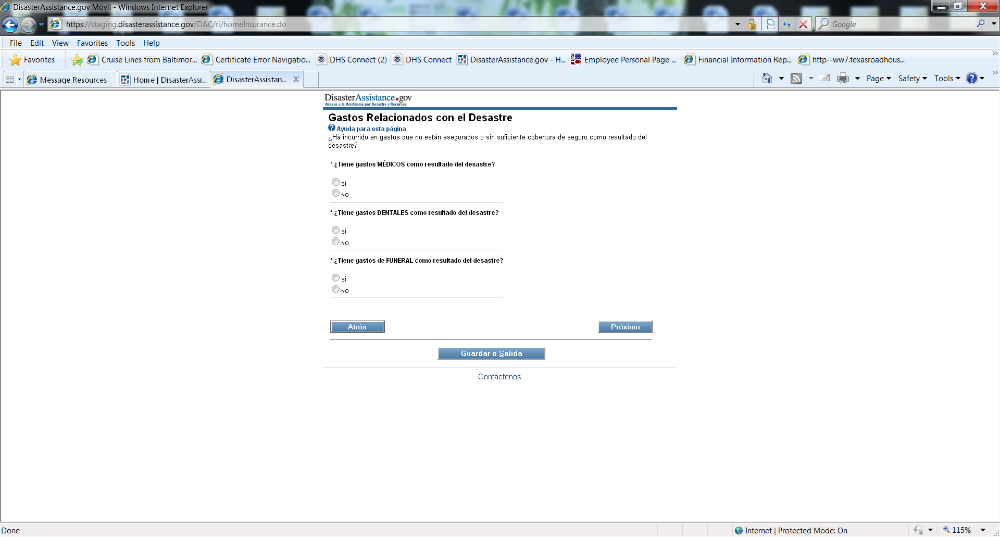 DisasterAssistance.gov Móvil - Windows Internet Explorer
https://staging.disasterassistance.gov/DAC/ri/homeInsurance.do
Google
File Edit View Favorites Tools Help
Favorites Cruise Lines from Baltimor... Certificate Error Navigatio... DHS Connect (2) DHS Connect DisasterAssistance.gov - H... Employee Personal Page ... Financial Information Rep... http--ww7.texasroadhous...
Message Resources Home | DisasterAssi... DisasterAssistan... Page Safety Tools
DisasterAssistance.gov
Acceso a la Asistencia por Desastre y Recursos
Gastos Relacionados con el Desastre
Ayuda para esta página
¿Ha incurrido en gastos que no están asegurados o sin suficiente cobertura de seguro como resultado del
desastre?
* ¿Tiene gastos MÉDICOS como resultado del desastre?
SÍ
NO
* ¿Tiene gastos DENTALES como resultado del desastre?
SÍ
NO
* ¿Tiene gastos de FUNERAL como resultado del desastre?
SÍ
NO
Atrás Próximo
Guardar o Salida
Contáctenos
Done Internet | Protected Mode: On 115%